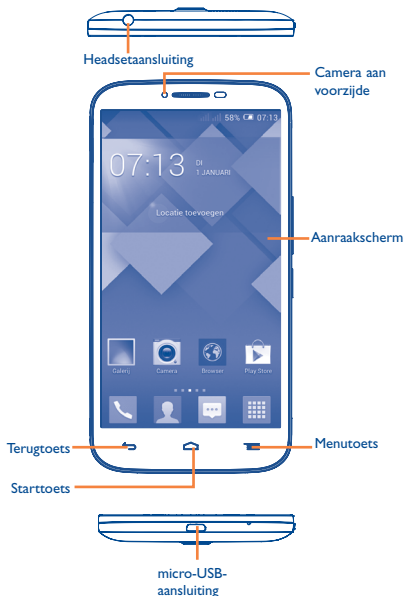 Headsetaansluiting
Camera aan
voorzijde
58% 07:13
07:13 DI
1 JANUARI
Locatie toevoegen
Aanraakscherm
Galerij Camera Browser Play Store
Terugtoets
Menutoets
Starttoets
micro-USB-
aansluiting